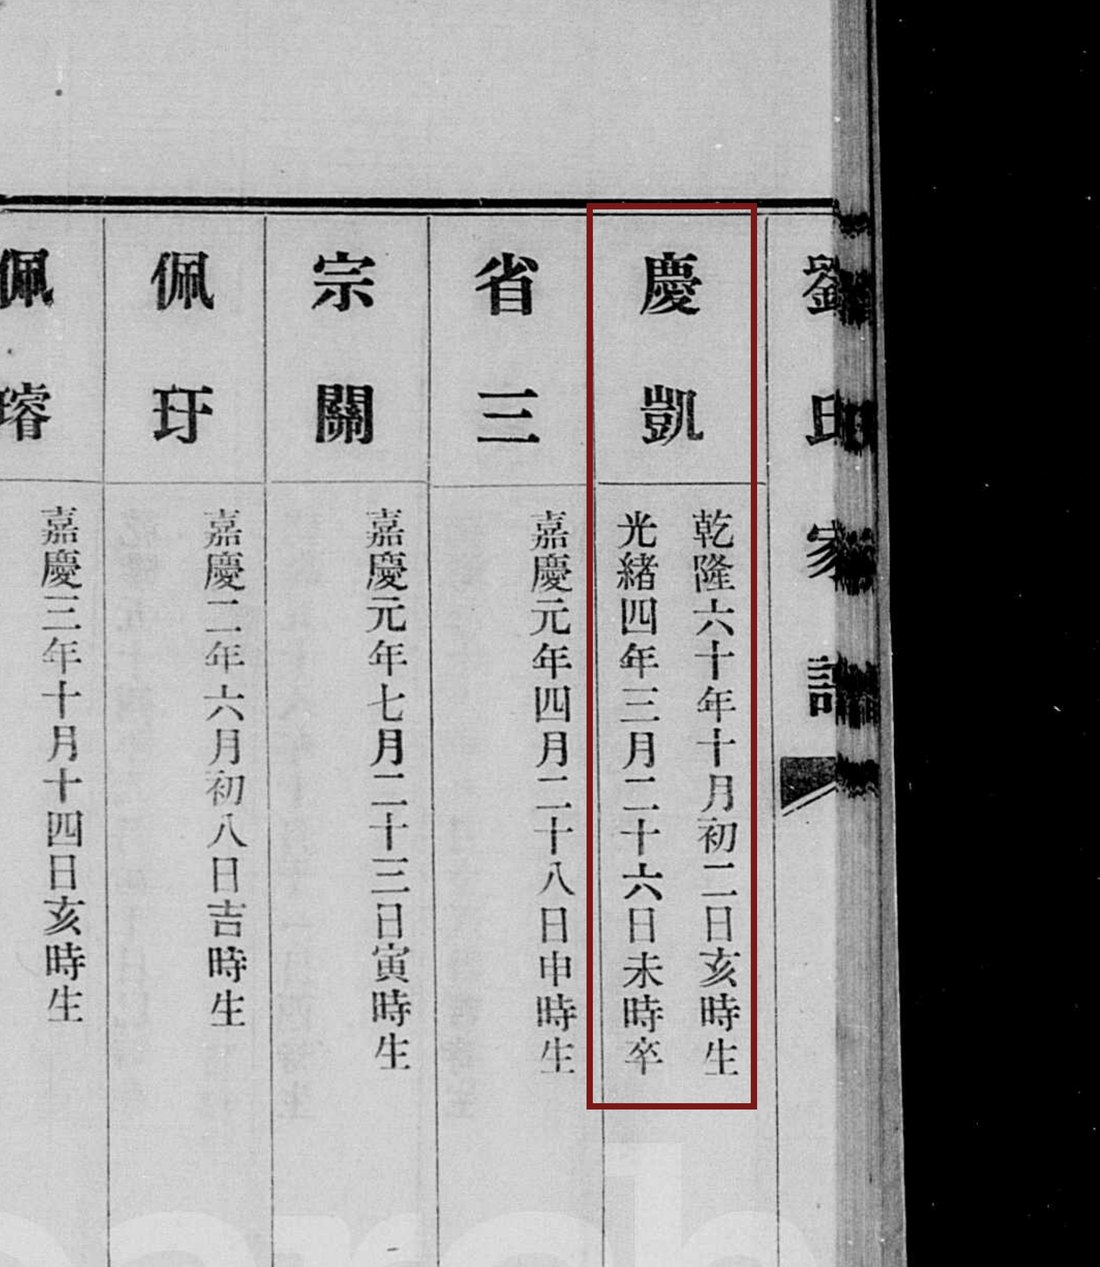 劉氏家譜
慶凱
乾隆六十年十月初二日亥時生
光緒四年三月二十六日未時卒
省三
嘉慶元年四月二十八日申時生
宗關
嘉慶元年七月二十三日寅時生
佩玗
嘉慶二年六月初八日吉時生
佩璿
嘉慶三年十月十四日亥時生